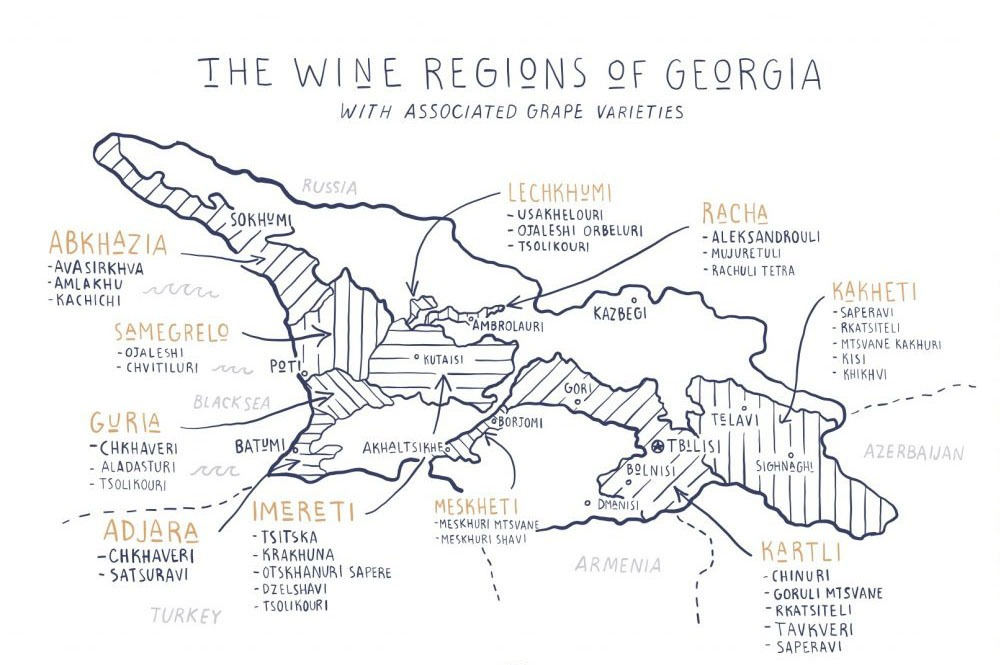 THE WINE REGIONS OF GEORGIA
WITH ASSOCIATED GRAPE VARIETIES
RUSSIA
LECHKHUMI
- USAKHELOURI
- OJALESHI ORBELURI
- TSOLIKOURI
RACHA
- ALEKSANDROULI
- MUJURETULI
- RACHULI TETRA
SOKHUMI
ABKHAZIA
- AVASIRKHVA
- AMLAKHU
- KACHICHI
KAKHETI
- SAPERAVI
- RKATSITELI
- MTSVANE KAKHURI
- KISI
- KHIKHVI
KAZBEGI
AMBROLAURI
SAMEGRELO
- OJALESHI
- CHVITILURI
KUTAISI
POTI
GORI
BLACK SEA
GURIA
- CHKHAVERI
- ALADASTURI
- TSOLIKOURI
BORJOMI
TELAVI
BATUMI
AKHALTSIKHE
TBILISI
AZERBAIJAN
BOLNISI
SIGHNAGHI
DMANISI
ADJARA
- CHKHAVERI
- SATSURAVI
IMERETI
- TSITSKA
- KRAKHUNA
- OTSKHANURI SAPERE
- DZELSHAVI
- TSOLIKOURI
MESKHETI
- MESKHURI MTSVANE
- MESKHURI SHAVI
ARMENIA
KARTLI
- CHINURI
- GORULI MTSVANE
- RKATSITELI
- TAVKVERI
- SAPERAVI
TURKEY